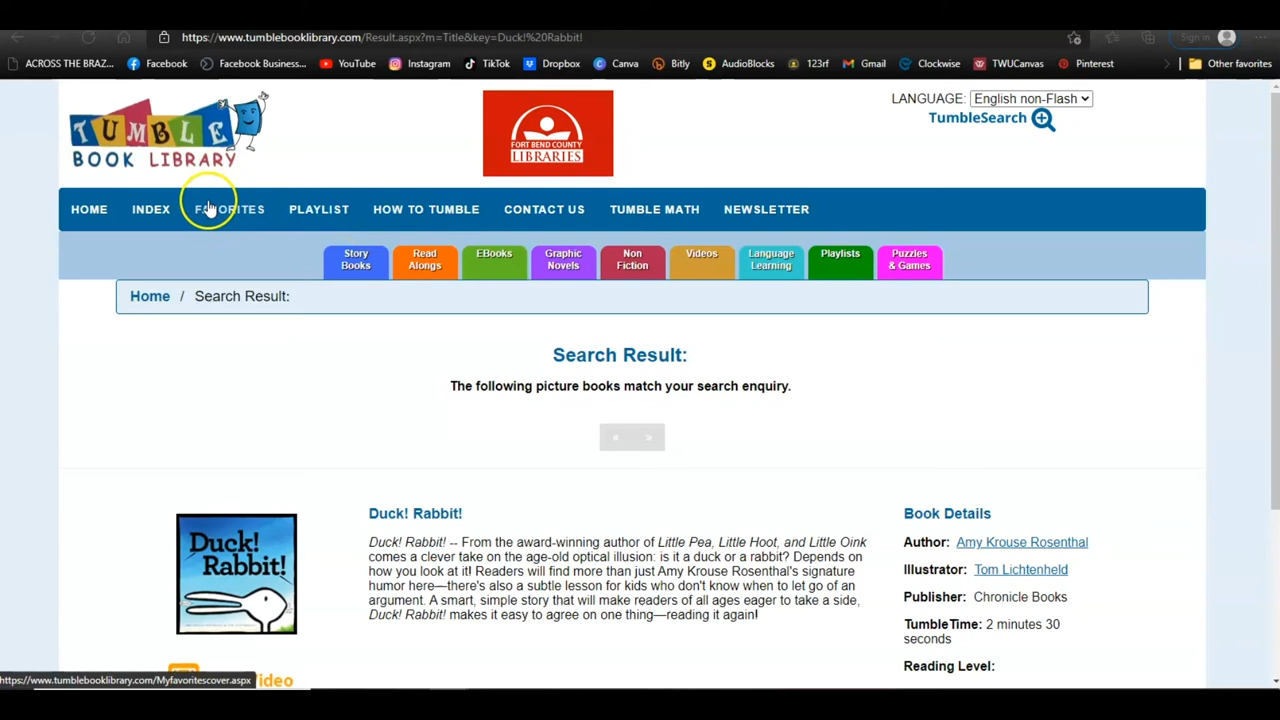 https://www.tumblebooklibrary.com/Result.aspx?m=Title&key=Duck!%20Rabbit!
Sign in
ACROSS THE BRAZ... Facebook Facebook Business... YouTube Instagram TikTok Dropbox Canva Bitly AudioBlocks 123rf Gmail Clockwise TWUCanvas Pinterest Other favorites
TUMBLE
BOOK LIBRARY
FORT BEND COUNTY
LIBRARIES
LANGUAGE: English non-Flash
TumbleSearch
HOME INDEX FAVORITES PLAYLIST HOW TO TUMBLE CONTACT US TUMBLE MATH NEWSLETTER
Story Books
Read Alongs
EBooks
Graphic Novels
Non Fiction
Videos
Language Learning
Playlists
Puzzles & Games
Home / Search Result:
Search Result:
The following picture books match your search enquiry.
« »
Duck!
Rabbit!
Duck! Rabbit!
Duck! Rabbit! -- From the award-winning author of Little Pea, Little Hoot, and Little Oink
comes a clever take on the age-old optical illusion: is it a duck or a rabbit? Depends on
how you look at it! Readers will find more than just Amy Krouse Rosenthal's signature
humor here—there's also a subtle lesson for kids who don't know when to let go of an
argument. A smart, simple story that will make readers of all ages eager to take a side,
Duck! Rabbit! makes it easy to agree on one thing—reading it again!
Book Details
Author: Amy Krouse Rosenthal
Illustrator: Tom Lichtenheld
Publisher: Chronicle Books
TumbleTime: 2 minutes 30
seconds
Reading Level:
https://www.tumblebooklibrary.com/Myfavoritescover.aspx